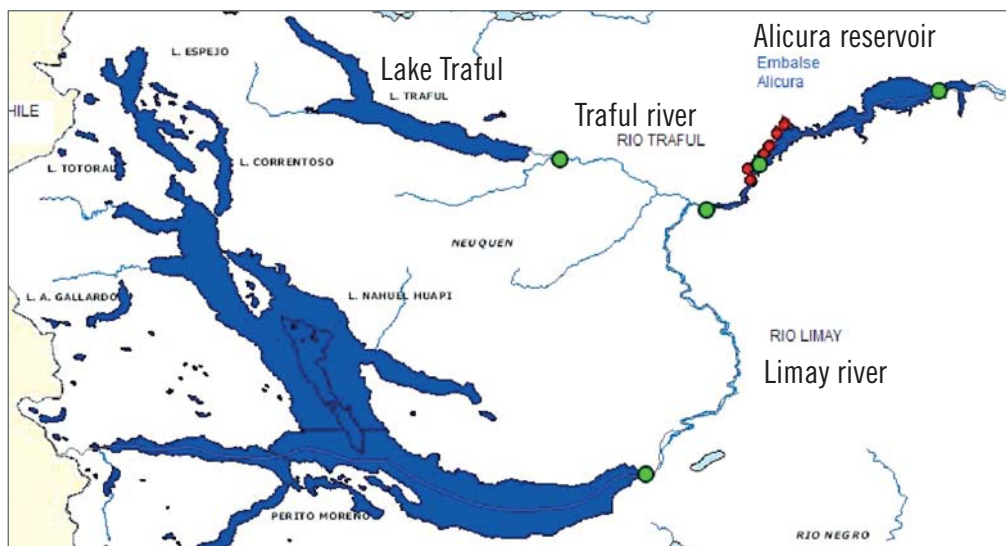 L. ESPEJO
Lake Traful
L. TRAFUL
Alicura reservoir
Embalse
Alicura
HILE
Traful river
RIO TRAFUL
L. CORRENTOSO
L. TOTORAL
NEUQUEN
L. A. GALLARDO
L. NAHUEL HUAPI
RIO LIMAY
Limay river
PERITO MORENO
RIO NEGRO